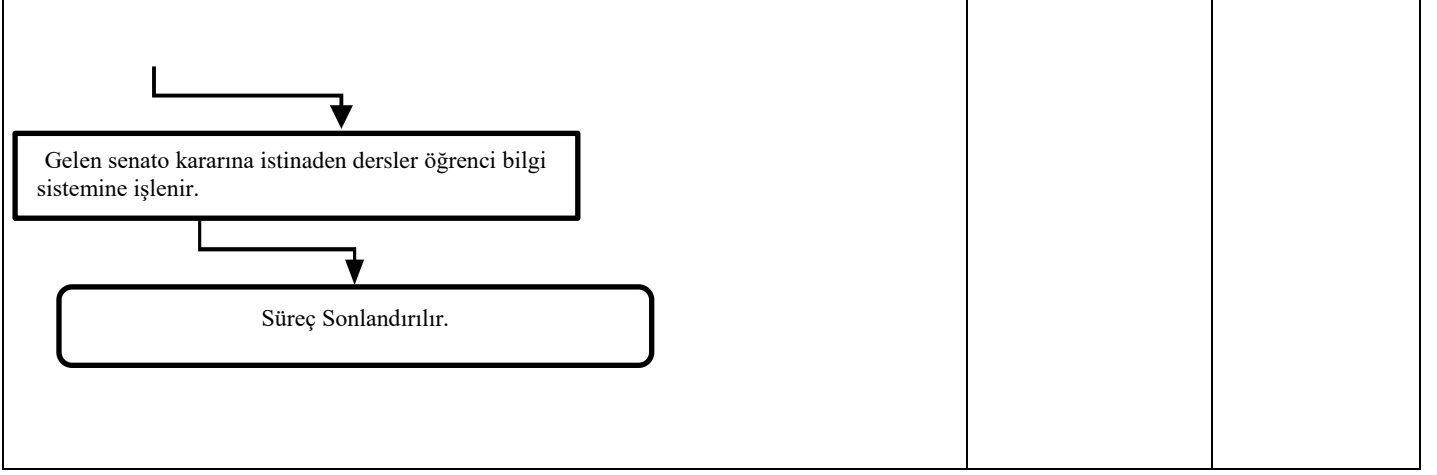 Gelen senato kararına istinaden dersler öğrenci bilgi
sistemine işlenir.
Süreç Sonlandırılır.